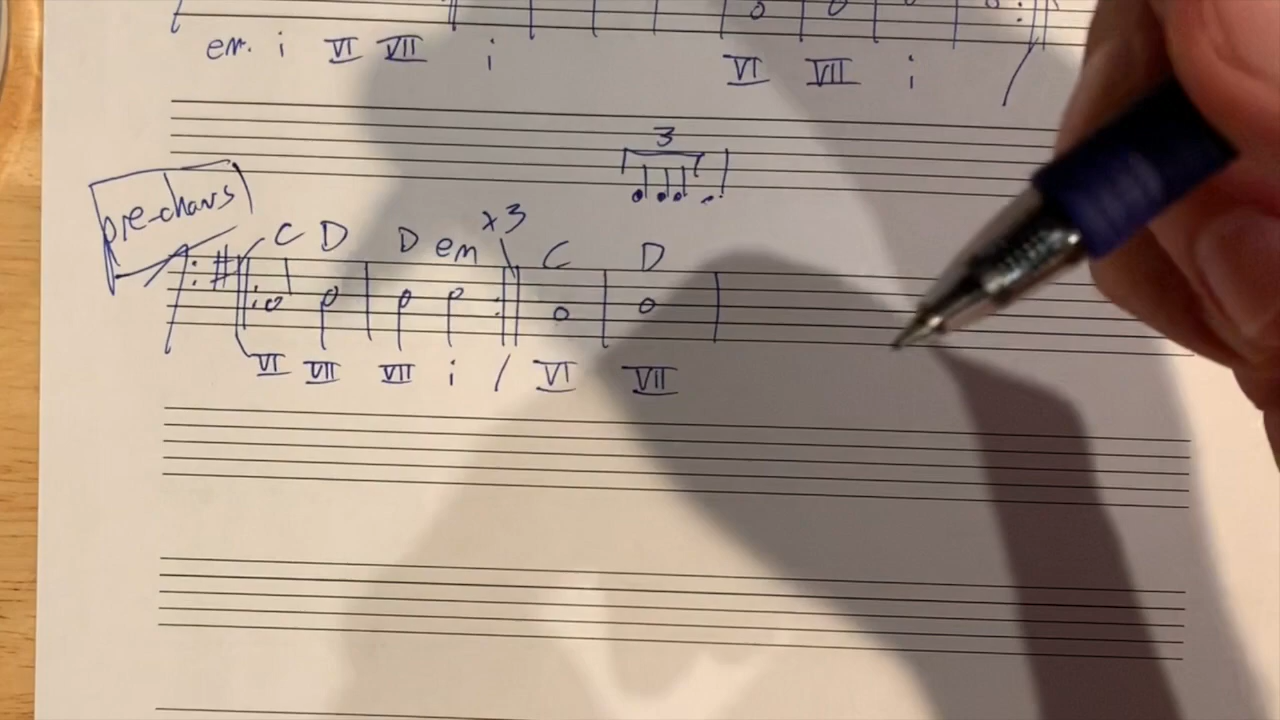 em. i VI VII i VI VII i
3
pre-chorus
C D D em x3 C D
VI VII VII i / VI VII